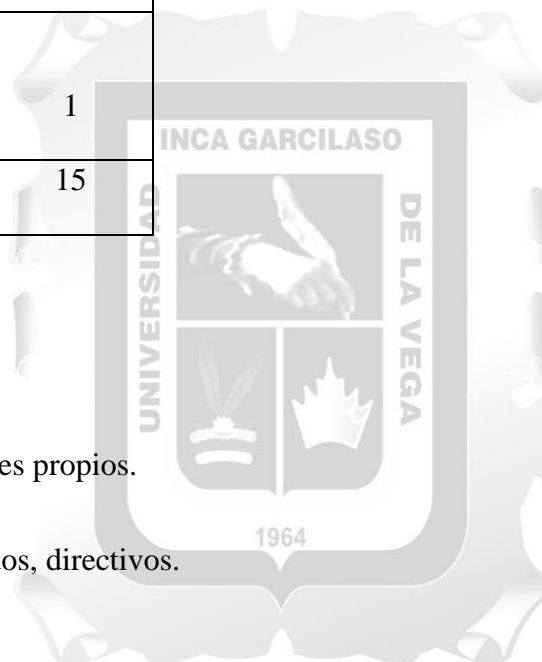 1
INCA GARCILASO
15
UNIVERSIDAD
DE LA VEGA
es propios.
1964
os, directivos.